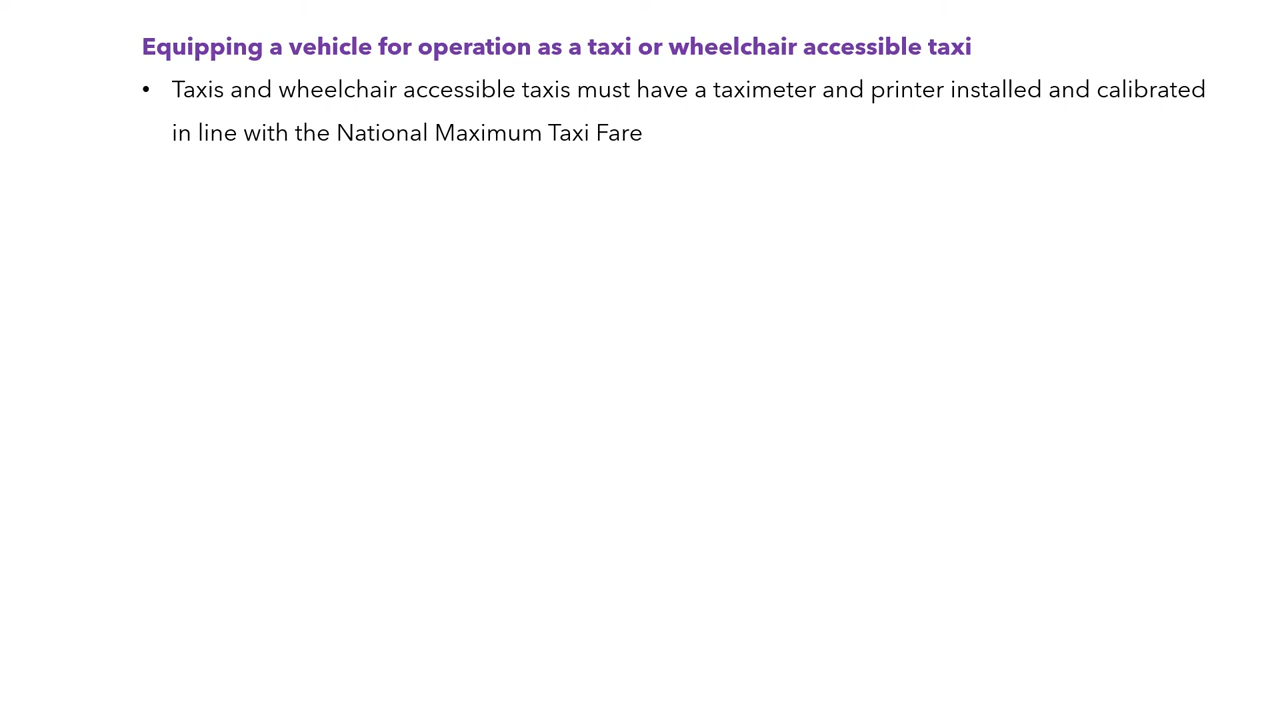 Equipping a vehicle for operation as a taxi or wheelchair accessible taxi
• Taxis and wheelchair accessible taxis must have a taximeter and printer installed and calibrated
in line with the National Maximum Taxi Fare